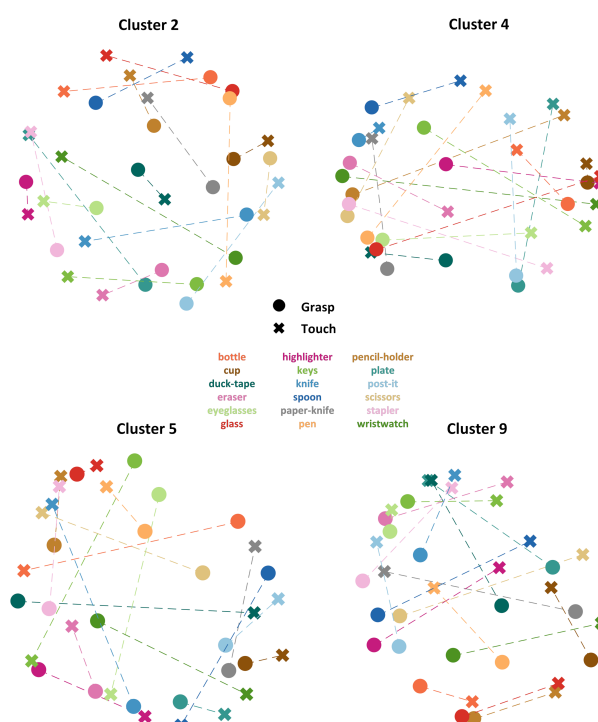 Cluster 2
Cluster 4
Grasp
Touch
bottle highlighter pencil-holder
cup keys plate
duck-tape knife post-it
eraser spoon scissors
eyeglasses paper-knife stapler
glass pen wristwatch
Cluster 5
Cluster 9